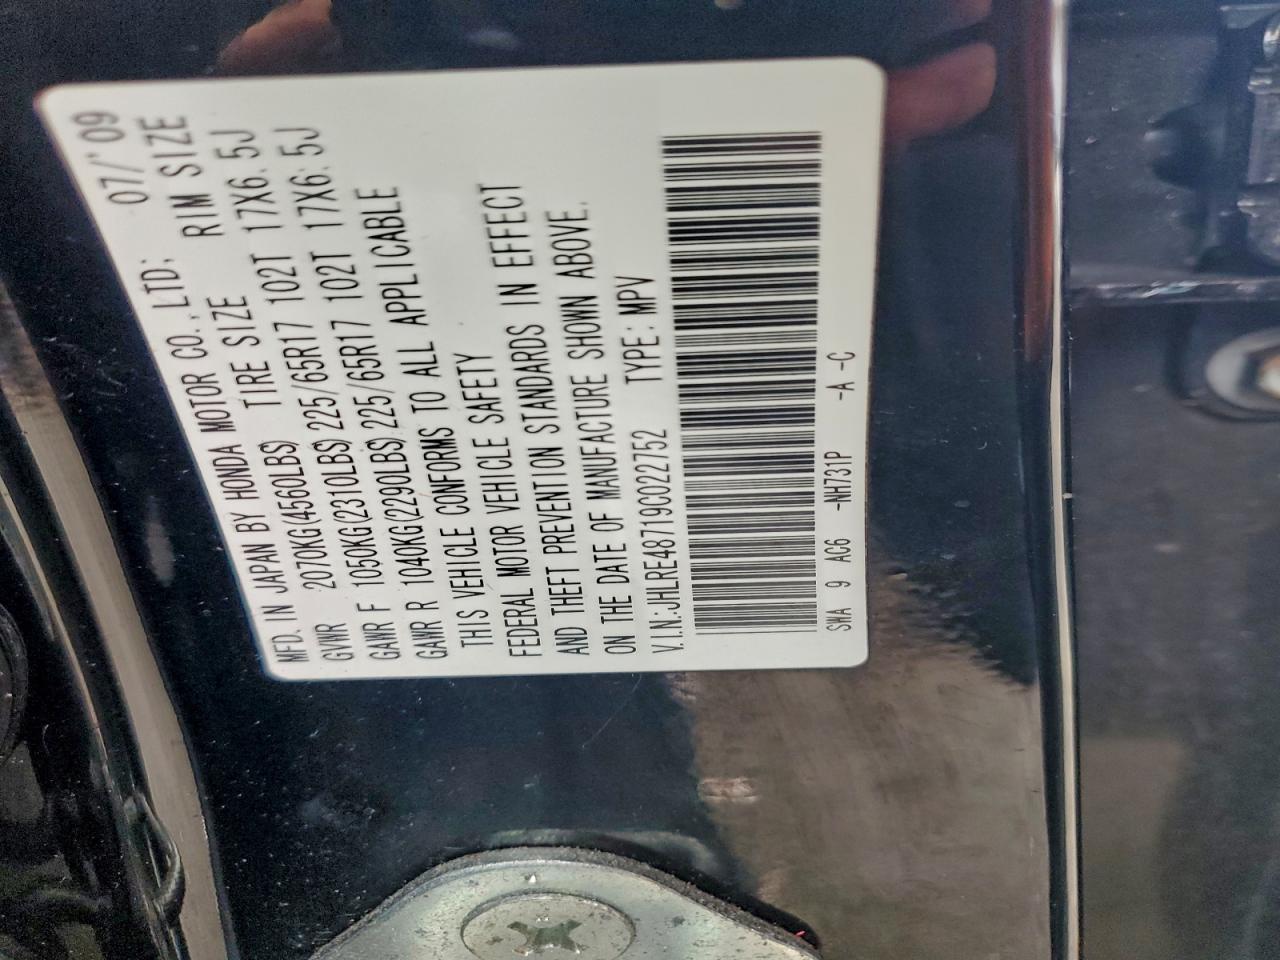 MFD. IN JAPAN BY HONDA MOTOR CO., LTD: 07/'09
GVWR 2070KG(4560LBS) TIRE SIZE RIM SIZE
GAWR F 1050KG(2310LBS) 225/65R17 102T 17X6.5J
GAWR R 1040KG(2290LBS) 225/65R17 102T 17X6.5J
THIS VEHICLE CONFORMS TO ALL APPLICABLE
FEDERAL MOTOR VEHICLE SAFETY
AND THEFT PREVENTION STANDARDS IN EFFECT
ON THE DATE OF MANUFACTURE SHOWN ABOVE.
V.I.N.:JHLRE48719C022752 TYPE: MPV
SWA 9 AC6 -NH731P -A -C